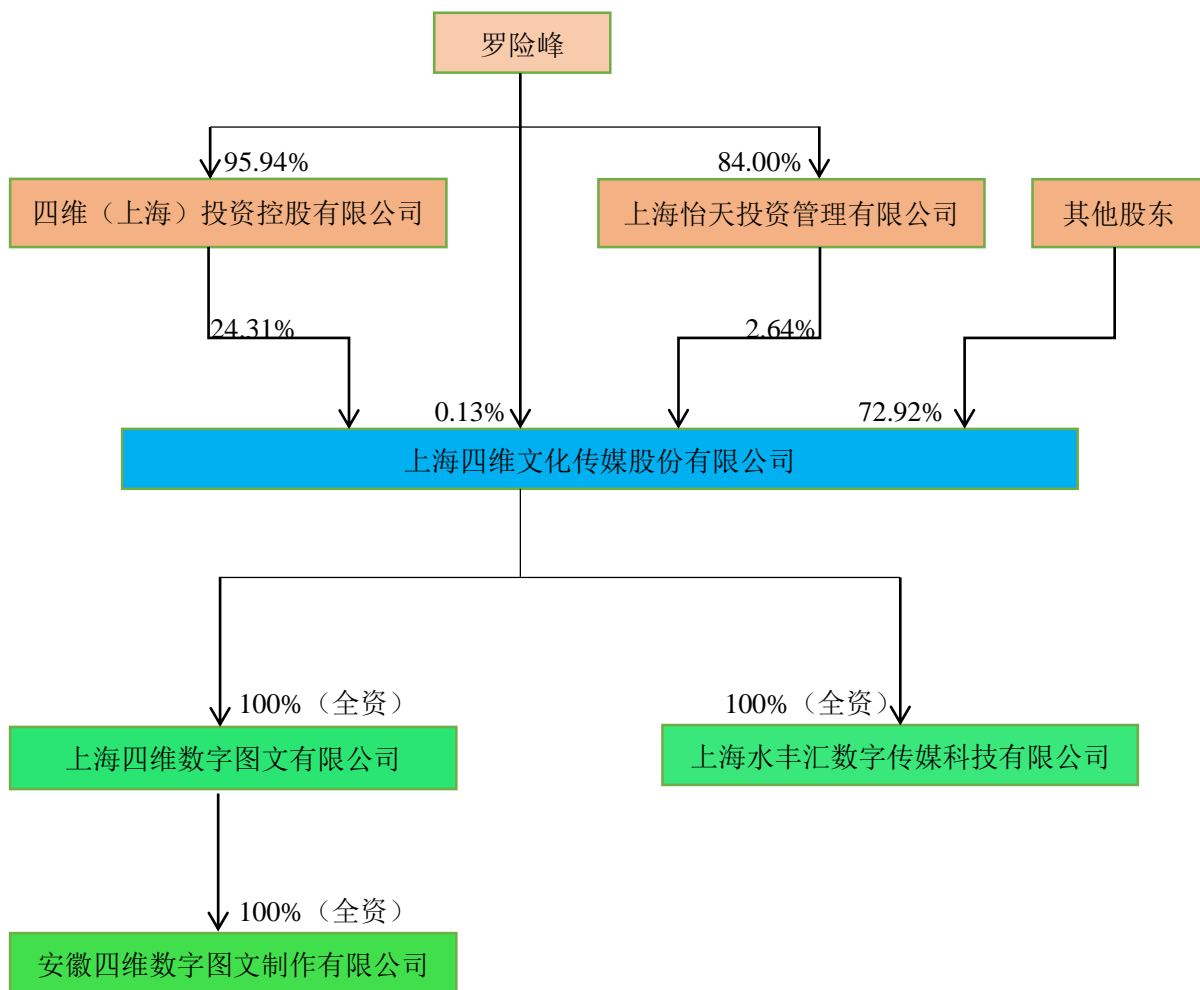 罗险峰
95.94%
84.00%
四维（上海）投资控股有限公司
上海怡天投资管理有限公司
其他股东
24.31%
2.64%
0.13%
72.92%
上海四维文化传媒股份有限公司
100%（全资）
100%（全资）
上海四维数字图文有限公司
上海水丰汇数字传媒科技有限公司
100%（全资）
安徽四维数字图文制作有限公司